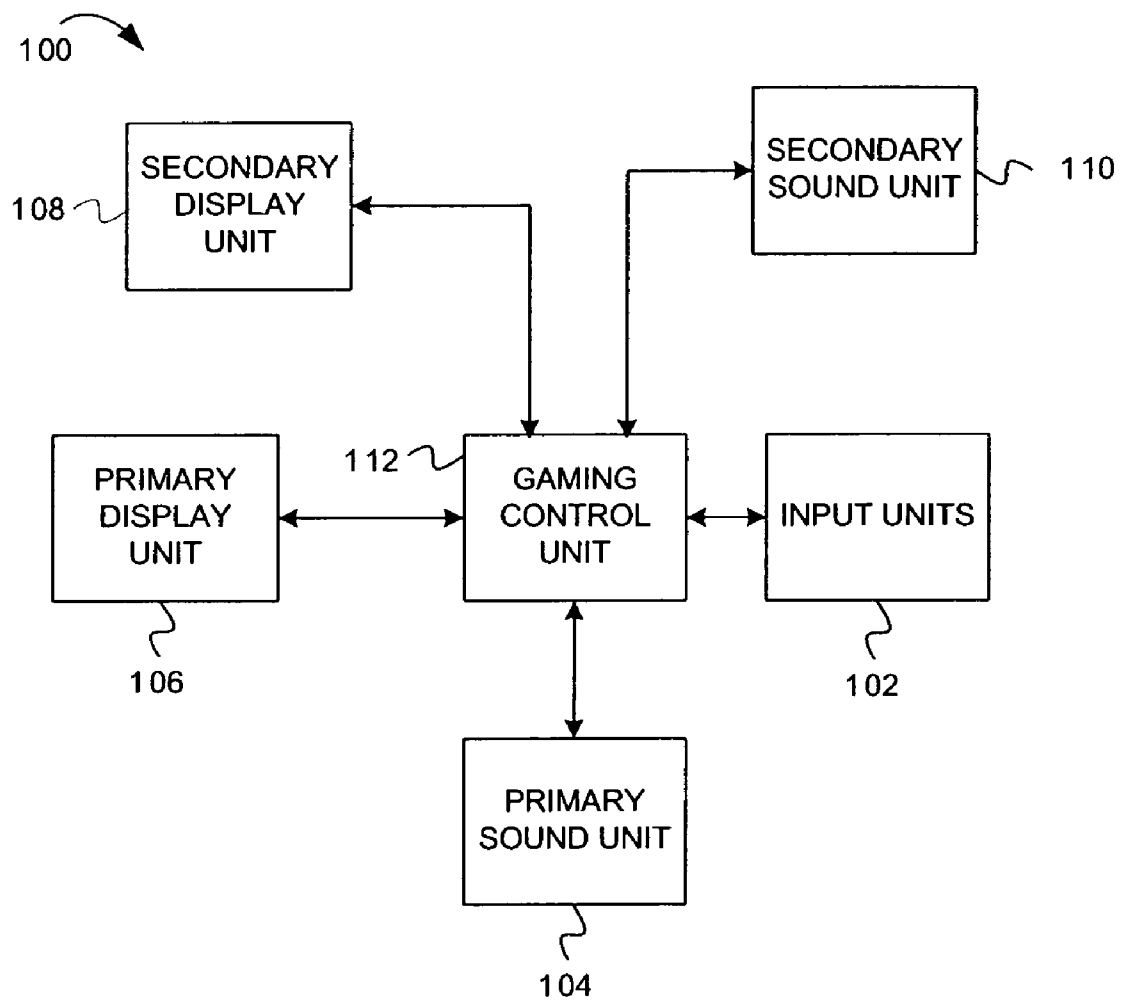 100
SECONDARY
DISPLAY
UNIT
108
SECONDARY
SOUND UNIT
110
PRIMARY
DISPLAY
UNIT
106
112
GAMING
CONTROL
UNIT
INPUT UNITS
102
PRIMARY
SOUND UNIT
104